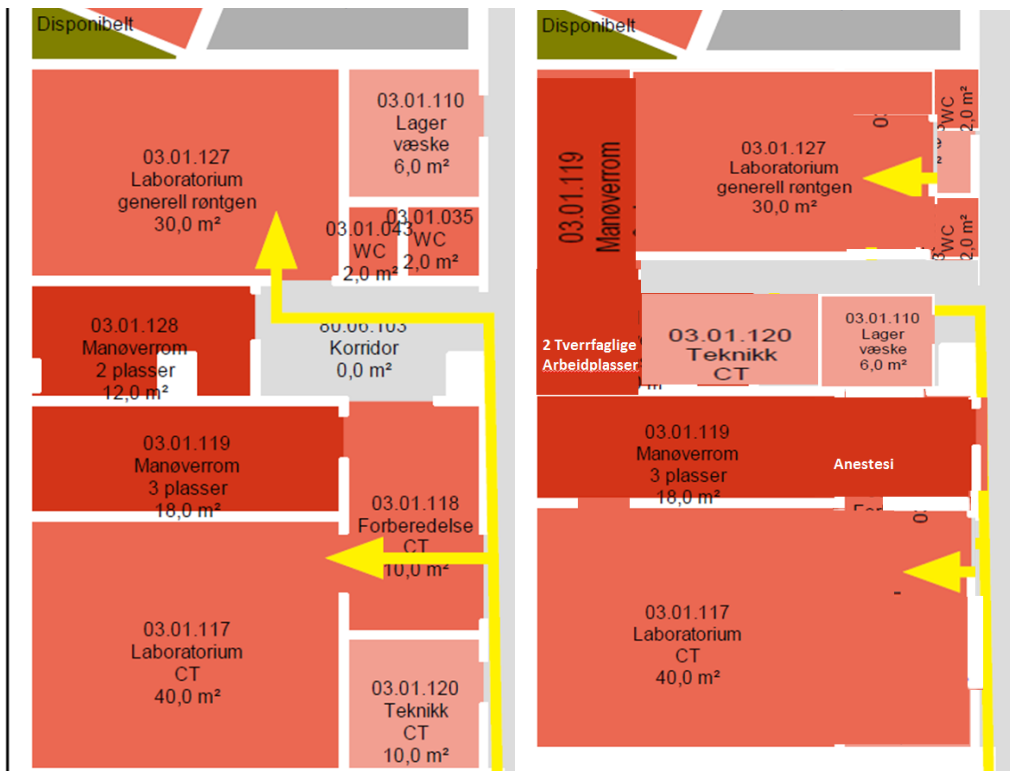 Disponibelt
03.01.127
Laboratorium
generell røntgen
30,0 m²
03.01.110
Lager
væske
6,0 m²
03.01.043
WC
2,0 m²
03.01.035
WC
2,0 m²
03.01.128
Manøverrom
2 plasser
12,0 m²
80.06.103
Korridor
0,0 m²
03.01.119
Manøverrom
3 plasser
18,0 m²
03.01.118
Forberedelse
CT
10,0 m²
03.01.117
Laboratorium
CT
40,0 m²
03.01.120
Teknikk
CT
10,0 m²
Disponibelt
03.01.119
Manøverrom
03.01.127
Laboratorium
generell røntgen
30,0 m²
WC
2,0 m²
WC
2,0 m²
2 Tverrfaglige
Arbeidplasser
03.01.120
Teknikk
CT
03.01.110
Lager
væske
6,0 m²
03.01.119
Manøverrom
3 plasser
18,0 m²
Anestesi
03.01.117
Laboratorium
CT
40,0 m²